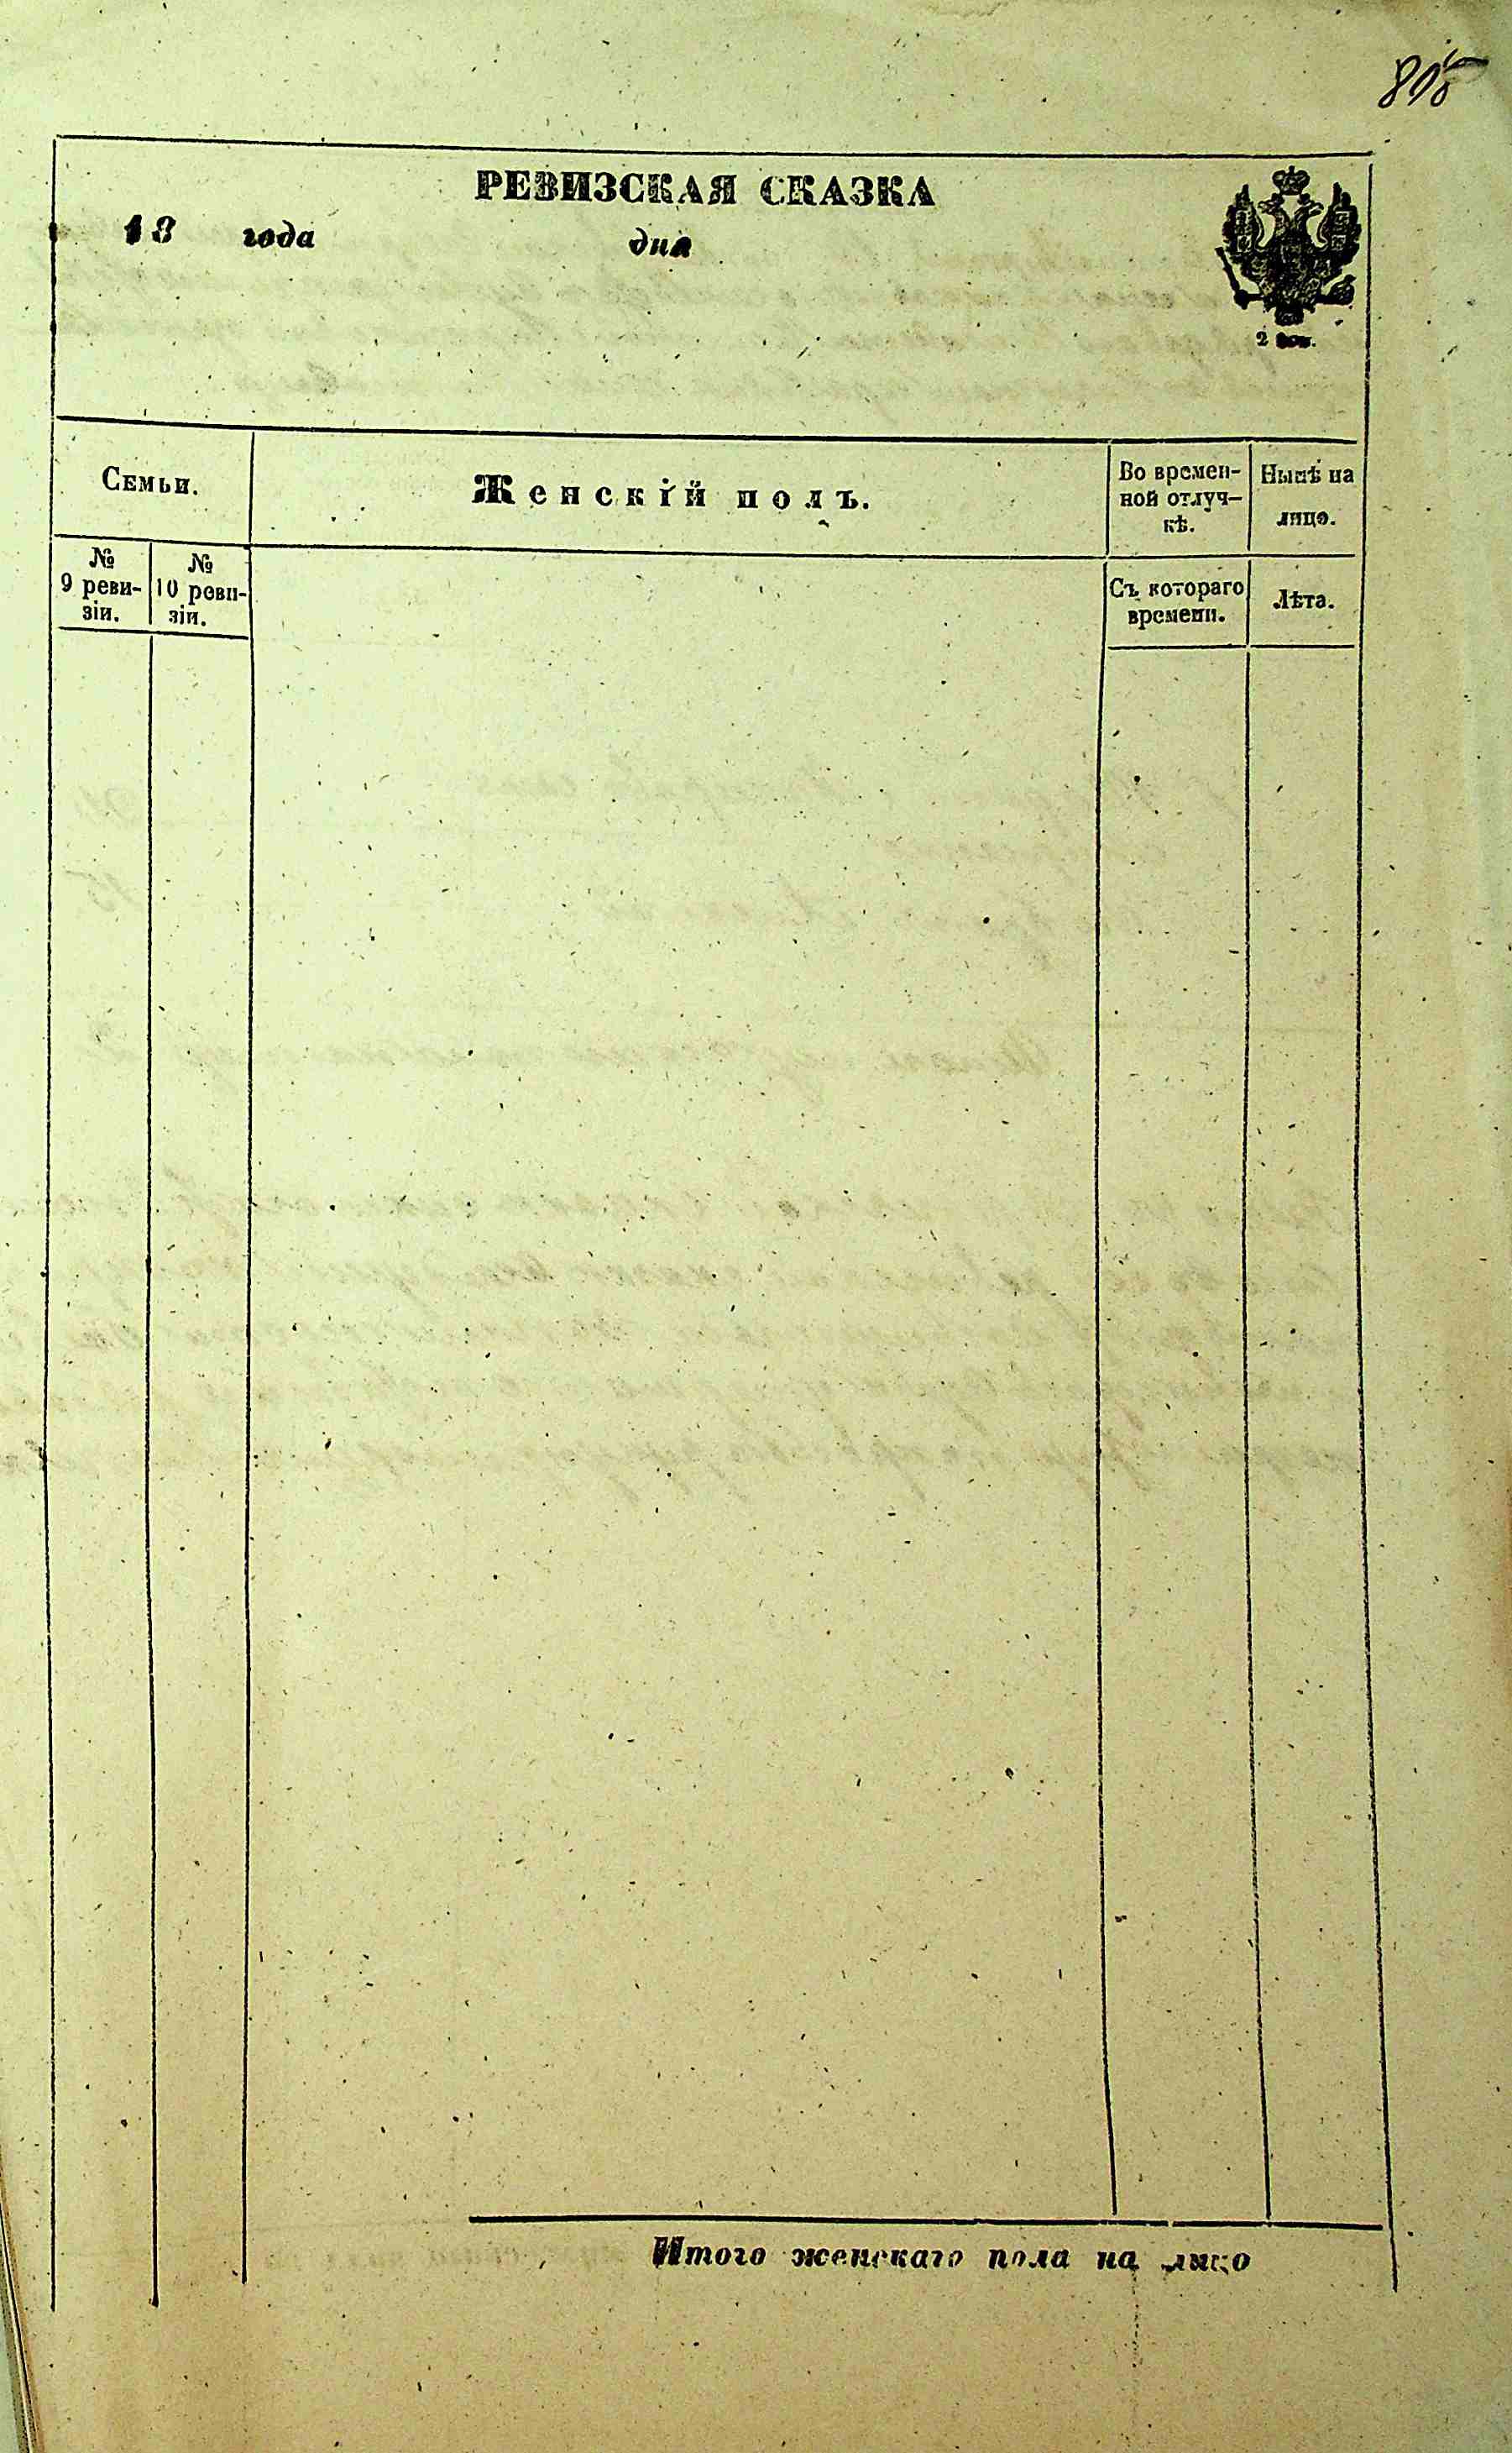 РЕВИЗСКАЯ СКАЗКА
18 года дня
2 коп.
Семьи.
Женскій полъ.
Во времен-
ной отлуч-
кѣ.
Нынѣ на
лицо.
№
9 реви-
зіи.
№
10 реви-
зіи.
Съ котораго
времени.
Лѣта.
Итого женскаго пола на лицо